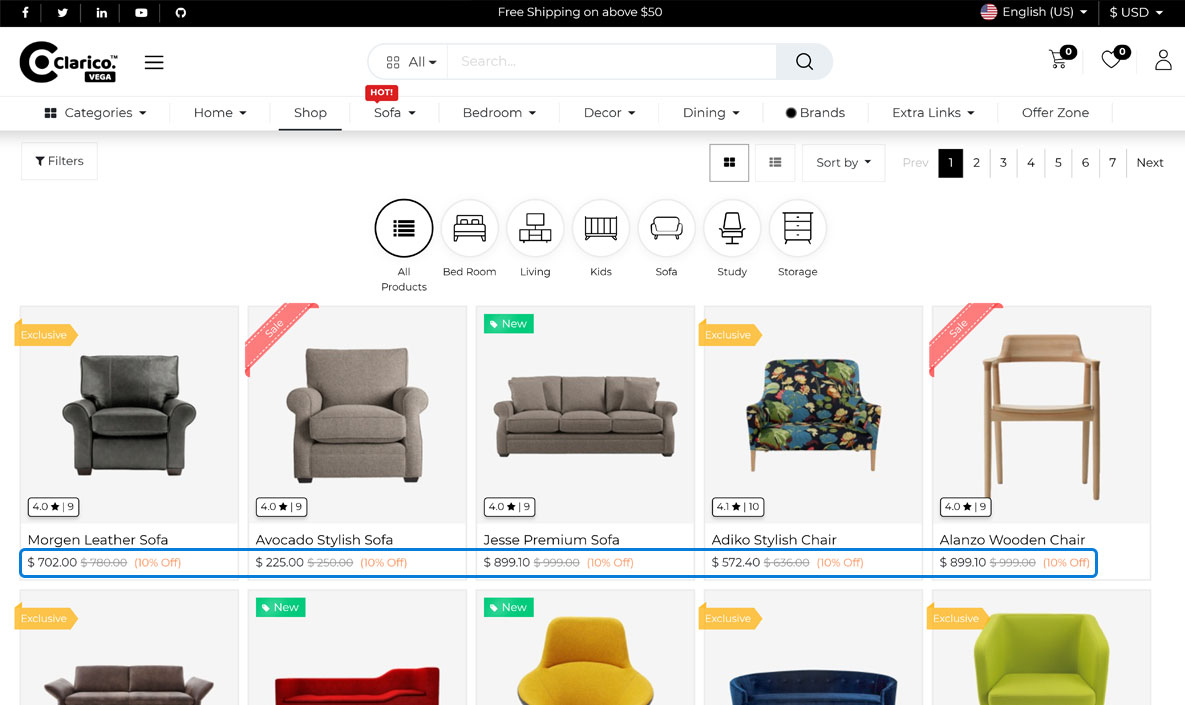 Free Shipping on above $50
English (US)
$ USD
Clarico.™
VEGA
All
Search...
0
0
HOT!
Categories
Home
Shop
Sofa
Bedroom
Decor
Dining
Brands
Extra Links
Offer Zone
Filters
Sort by
Prev 1 2 3 4 5 6 7 Next
All Products
Bed Room
Living
Kids
Sofa
Study
Storage
Exclusive
4.0 ★ | 9
Morgen Leather Sofa
$ 702.00 $ 780.00 (10% Off)
Sale
4.0 ★ | 9
Avocado Stylish Sofa
$ 225.00 $ 250.00 (10% Off)
New
4.0 ★ | 9
Jesse Premium Sofa
$ 899.10 $ 999.00 (10% Off)
Exclusive
4.1 ★ | 10
Adiko Stylish Chair
$ 572.40 $ 636.00 (10% Off)
Sale
4.0 ★ | 9
Alanzo Wooden Chair
$ 899.10 $ 999.00 (10% Off)
Exclusive
New
New
Exclusive
Exclusive